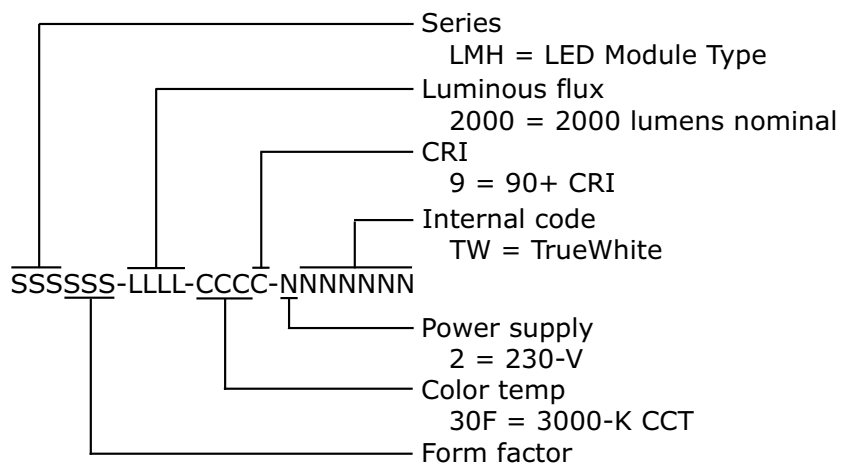 Series
LMH = LED Module Type
Luminous flux
2000 = 2000 lumens nominal
CRI
9 = 90+ CRI
Internal code
TW = TrueWhite
SSSSSS-LLLL-CCCC-NNNNNNN
Power supply
2 = 230-V
Color temp
30F = 3000-K CCT
Form factor